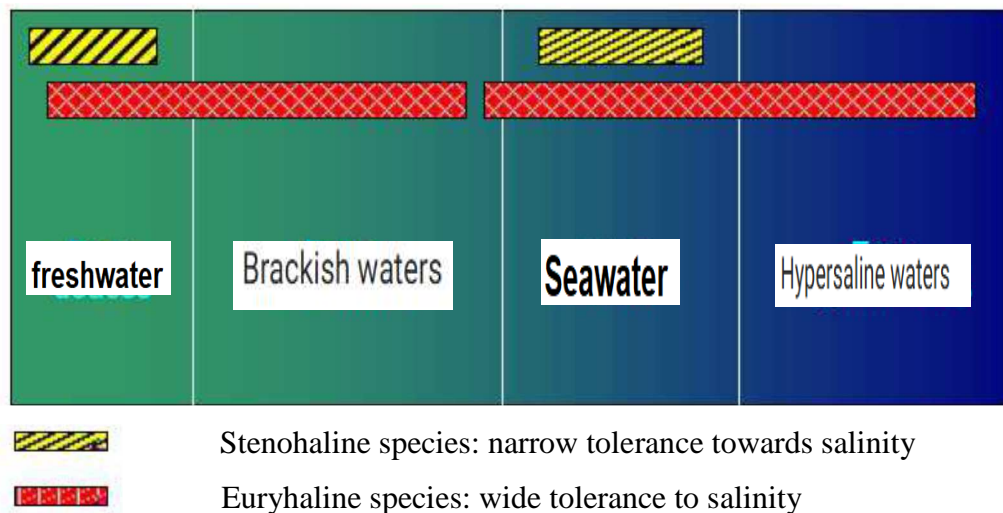 freshwater
Brackish waters
Seawater
Hypersaline waters
Stenohaline species: narrow tolerance towards salinity
Euryhaline species: wide tolerance to salinity